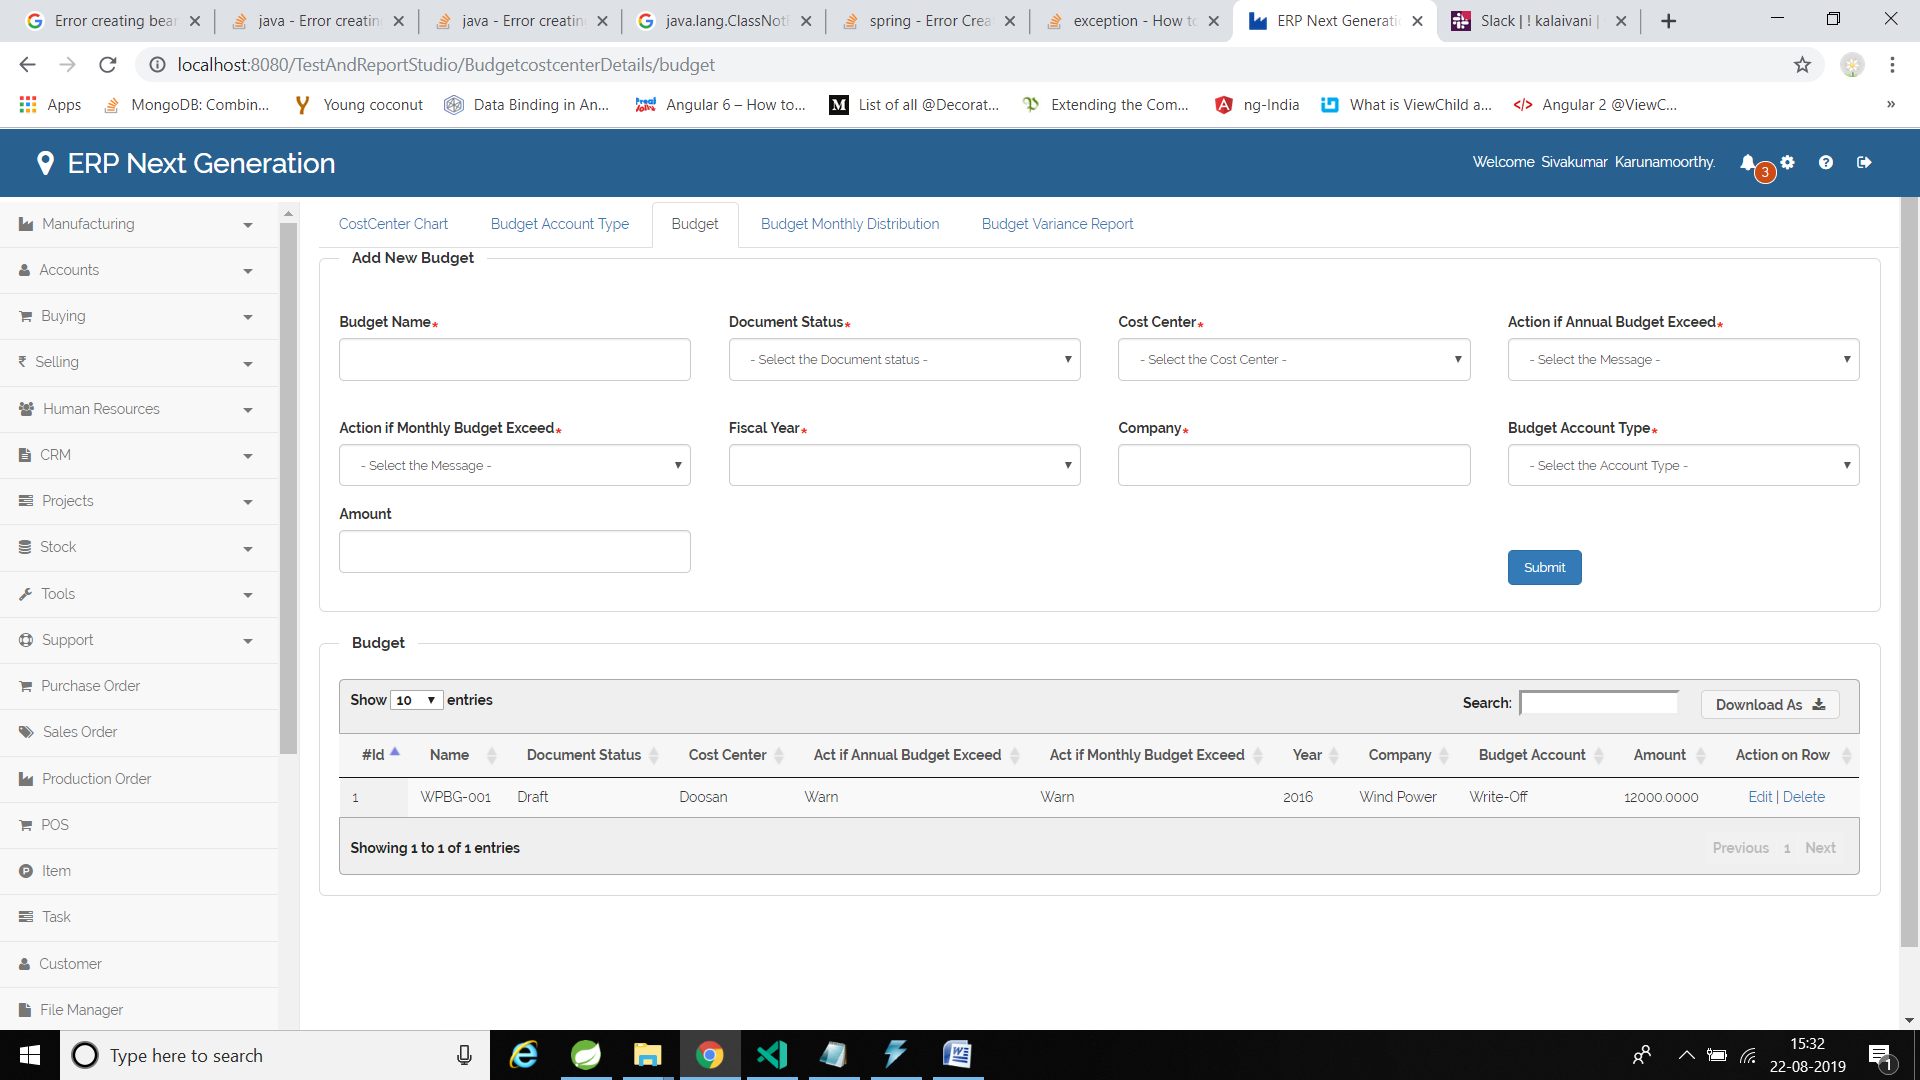 Error creating bear
java - Error creatin
java - Error creatin
java.lang.ClassNotF
spring - Error Crea
exception - How to
ERP Next Generati
Slack | ! kalaivani |
localhost:8080/TestAndReportStudio/BudgetcostcenterDetails/budget
Apps
MongoDB: Combin...
Young coconut
Data Binding in An...
Angular 6 – How to...
List of all @Decorat...
Extending the Com...
ng-India
What is ViewChild a...
Angular 2 @ViewC...
»
ERP Next Generation
Welcome Sivakumar Karunamoorthy.
3
Manufacturing
Accounts
Buying
Selling
Human Resources
CRM
Projects
Stock
Tools
Support
Purchase Order
Sales Order
Production Order
POS
Item
Task
Customer
File Manager
CostCenter Chart
Budget Account Type
Budget
Budget Monthly Distribution
Budget Variance Report
Add New Budget
Budget Name*
Document Status*
- Select the Document status -
Cost Center*
- Select the Cost Center -
Action if Annual Budget Exceed*
- Select the Message -
Action if Monthly Budget Exceed*
- Select the Message -
Fiscal Year*
Company*
Budget Account Type*
- Select the Account Type -
Amount
Submit
Budget
Show 10 entries
Search:
Download As
#Id Name Document Status Cost Center Act if Annual Budget Exceed Act if Monthly Budget Exceed Year Company Budget Account Amount Action on Row
1 WPBG-001 Draft Doosan Warn Warn 2016 Wind Power Write-Off 12000.0000 Edit | Delete
Showing 1 to 1 of 1 entries
Previous 1 Next
Type here to search
15:32
22-08-2019
1